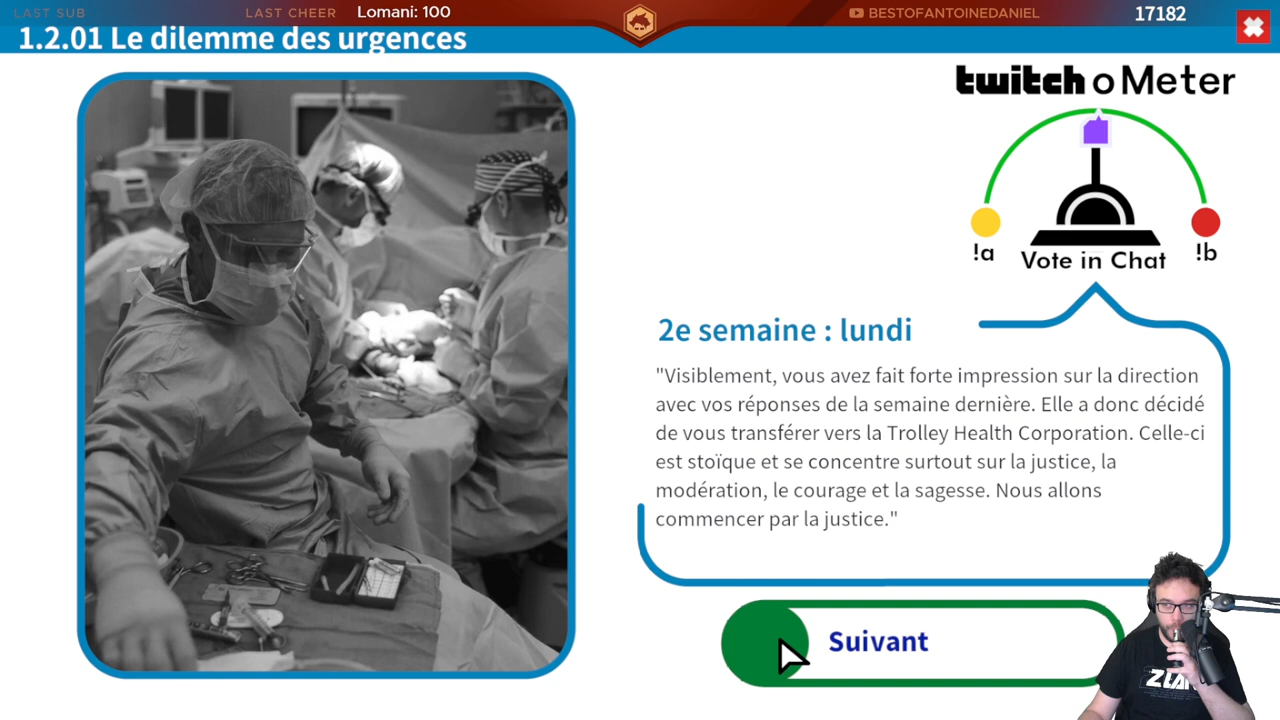 LAST SUB
LAST CHEER Lomani: 100
BESTOFANTOINEDANIEL
17182
1.2.01 Le dilemme des urgences
twitch o Meter
!a
Vote in Chat
!b
2e semaine : lundi
"Visiblement, vous avez fait forte impression sur la direction
avec vos réponses de la semaine dernière. Elle a donc décidé
de vous transférer vers la Trolley Health Corporation. Celle-ci
est stoïque et se concentre surtout sur la justice, la
modération, le courage et la sagesse. Nous allons
commencer par la justice."
Suivant